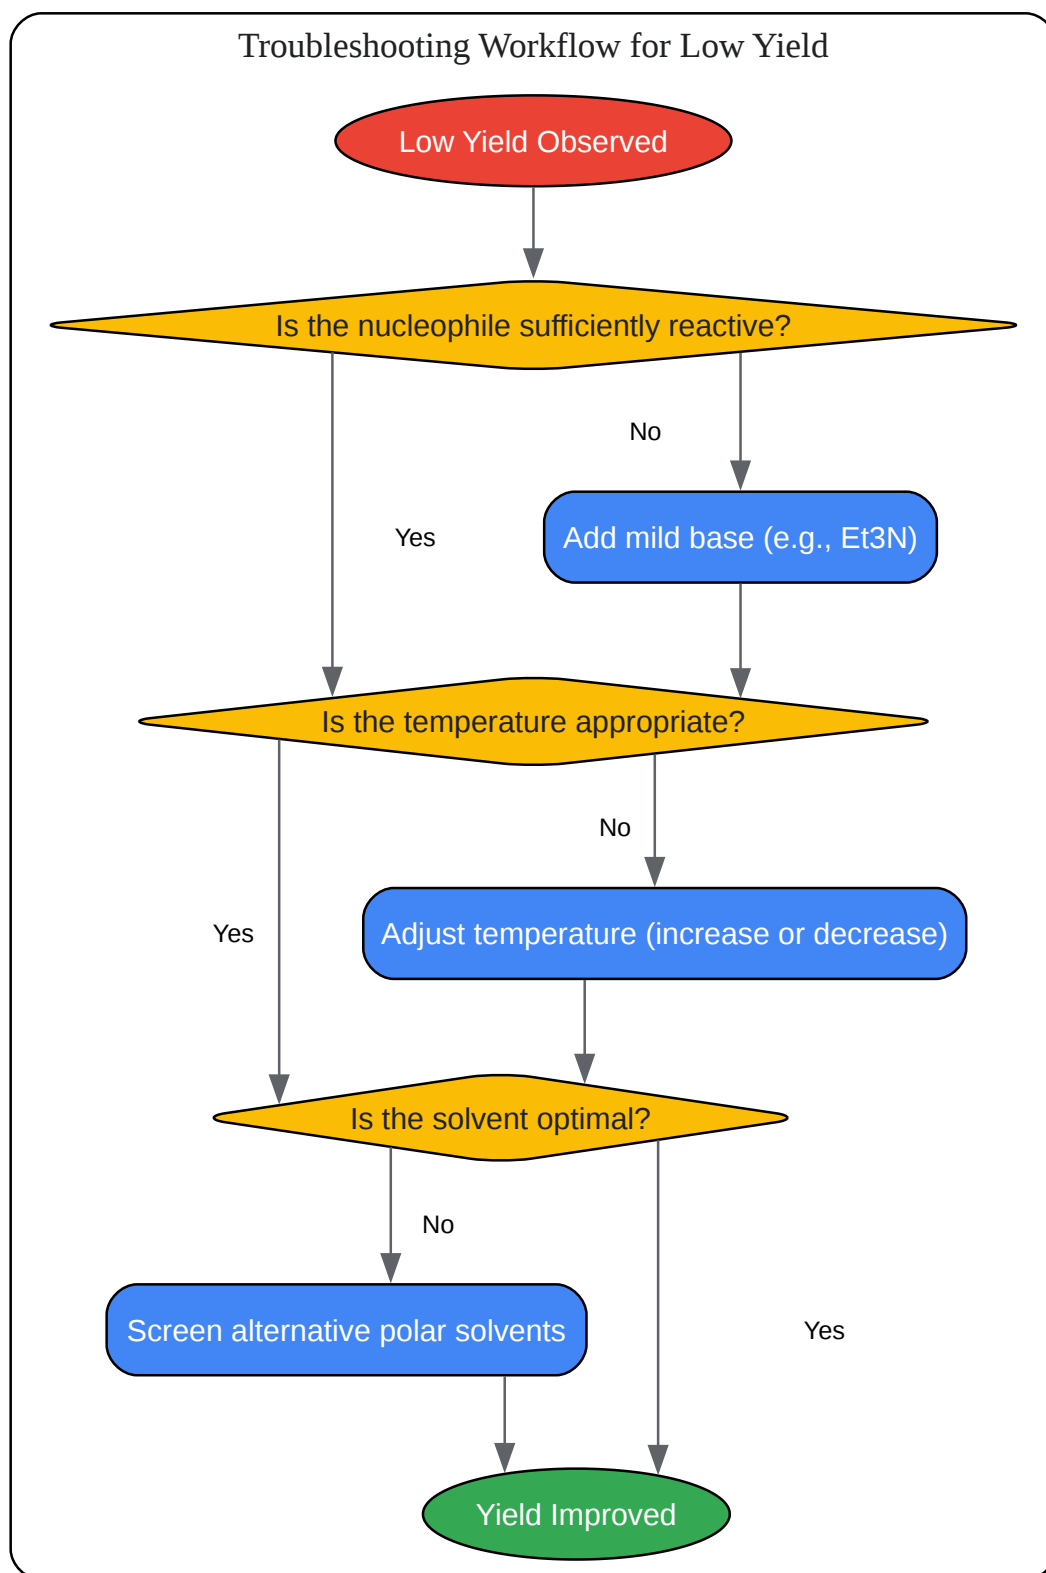 Troubleshooting Workflow for Low Yield
Low Yield Observed
Is the nucleophile sufficiently reactive?
No
Yes
Add mild base (e.g., Et3N)
Is the temperature appropriate?
No
Yes
Adjust temperature (increase or decrease)
Is the solvent optimal?
No
Screen alternative polar solvents
Yes
Yield Improved